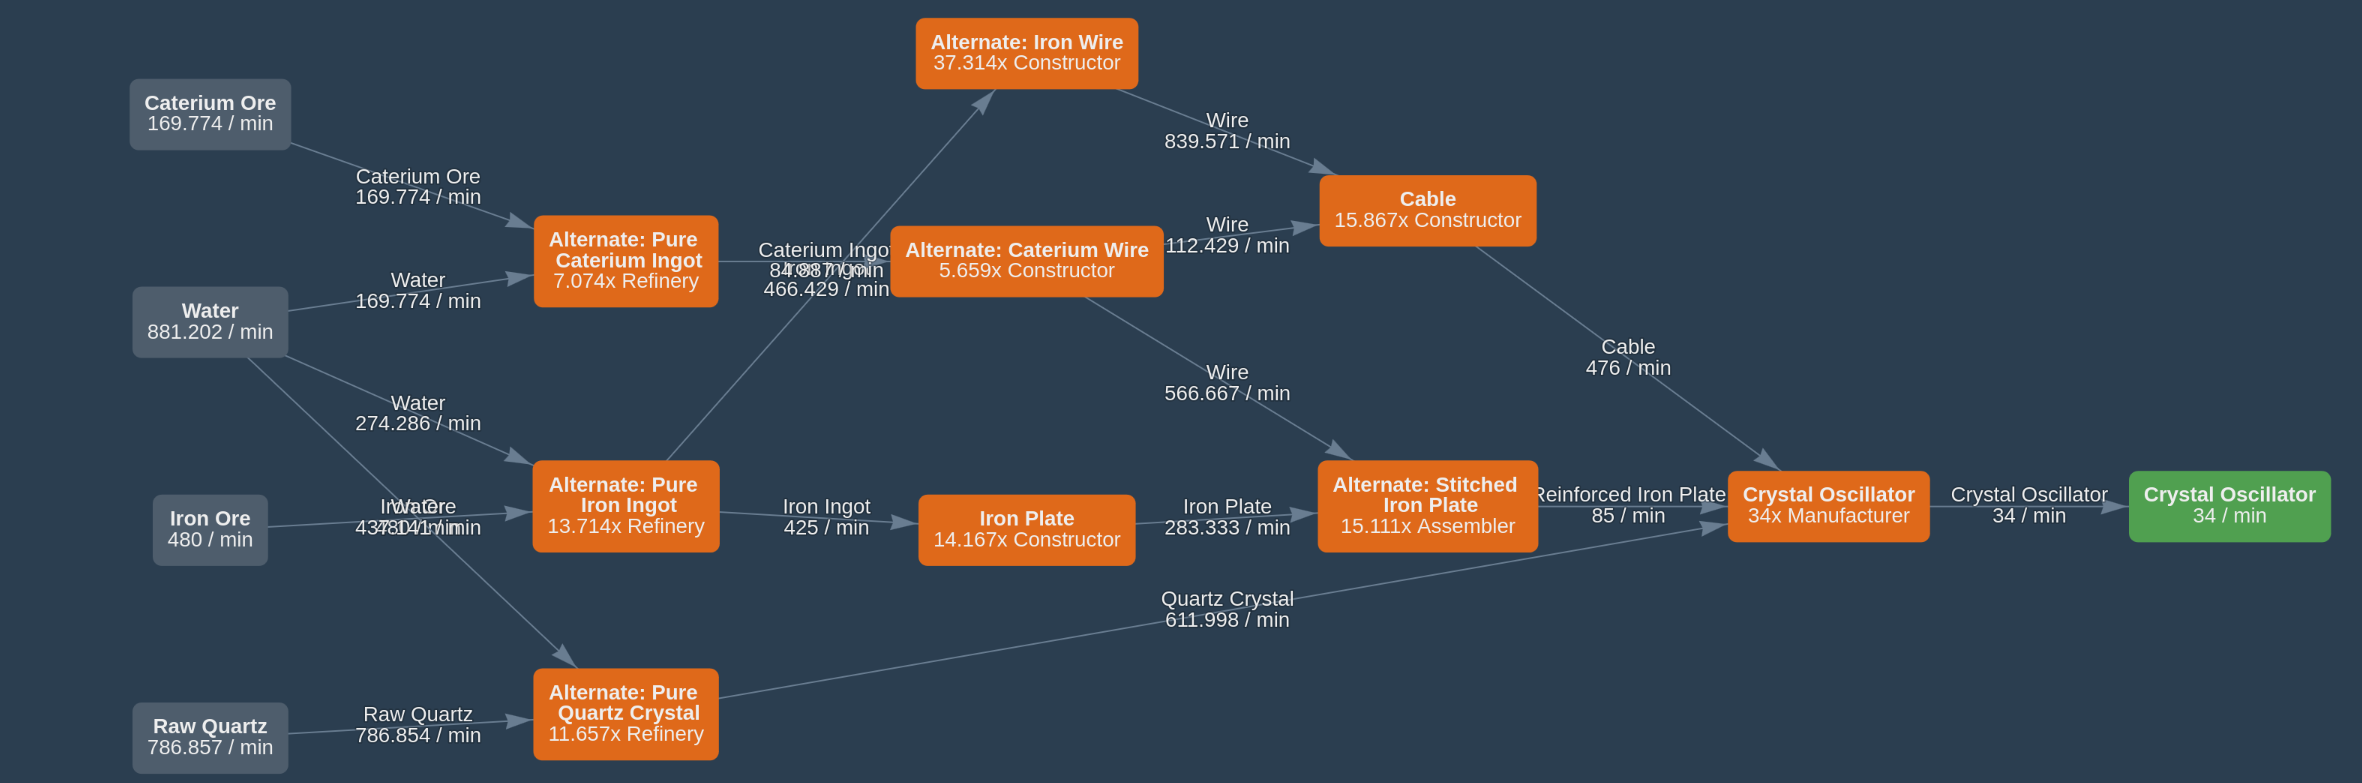 Alternate: Iron Wire
37.314x Constructor
Caterium Ore
169.774 / min
Wire
839.571 / min
Caterium Ore
169.774 / min
Cable
15.867x Constructor
Alternate: Pure
Caterium Ingot
7.074x Refinery
Caterium Ingot
84.887 / min
Iron Ingot
466.429 / min
Alternate: Caterium Wire
5.659x Constructor
Wire
112.429 / min
Water
881.202 / min
Water
169.774 / min
Cable
476 / min
Wire
566.667 / min
Water
274.286 / min
Alternate: Pure
Iron Ingot
13.714x Refinery
Alternate: Stitched
Iron Plate
15.111x Assembler
Iron Ore
480 / min
Iron Ore
480 / min
Water
437.141 / min
Iron Ingot
425 / min
Iron Plate
14.167x Constructor
Iron Plate
283.333 / min
Reinforced Iron Plate
85 / min
Crystal Oscillator
34x Manufacturer
Crystal Oscillator
34 / min
Crystal Oscillator
34 / min
Quartz Crystal
611.998 / min
Alternate: Pure
Quartz Crystal
11.657x Refinery
Raw Quartz
786.857 / min
Raw Quartz
786.854 / min